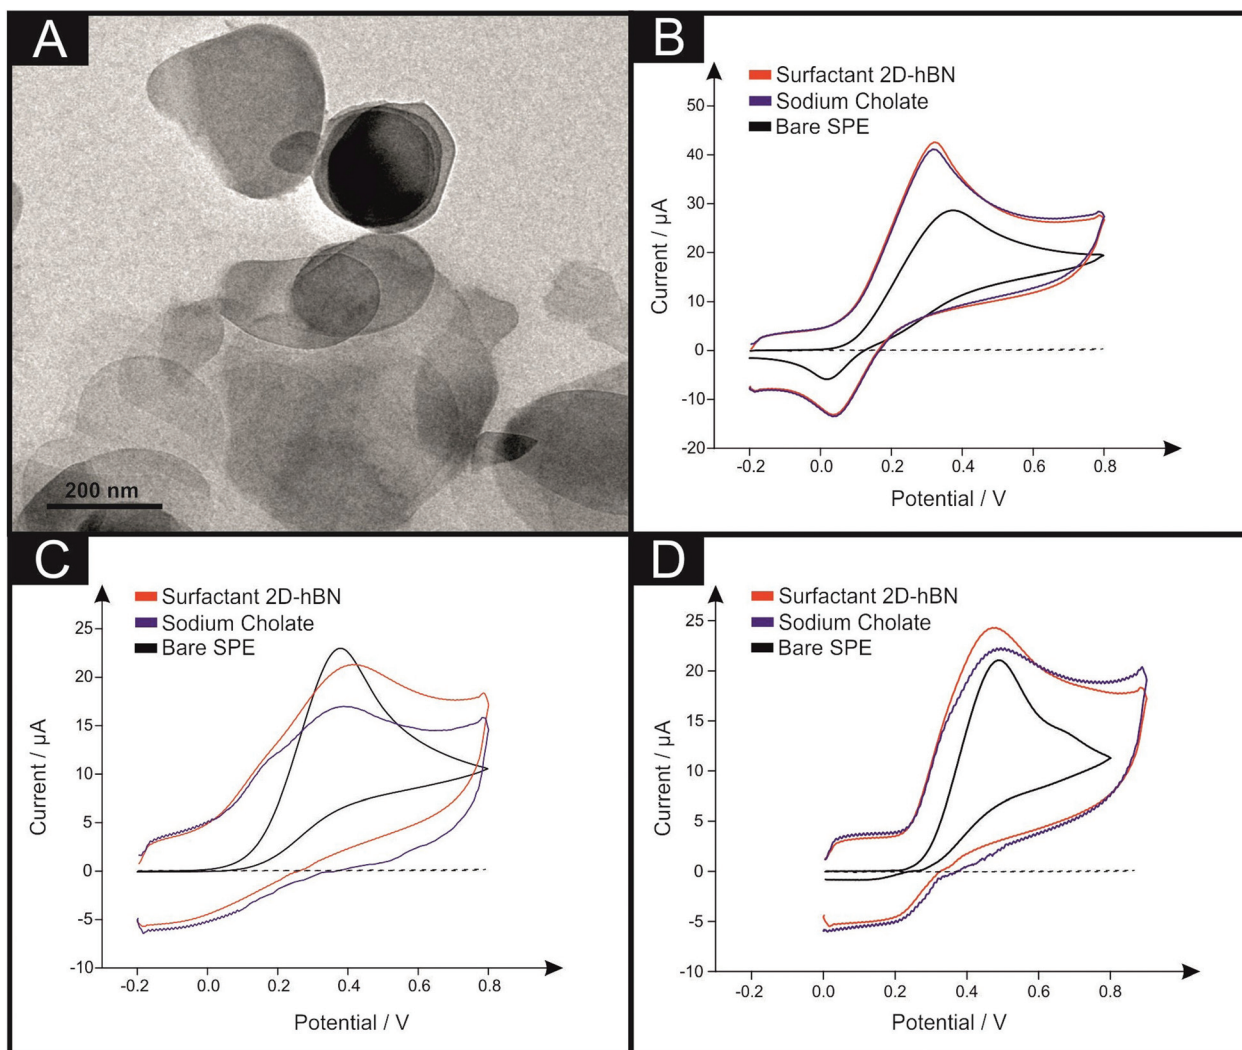 A
200 nm
B
Surfactant 2D-hBN
Sodium Cholate
Bare SPE
50
40
30
20
10
0
-10
-20
Current / µA
-0.2 0.0 0.2 0.4 0.6 0.8
Potential / V
C
Surfactant 2D-hBN
Sodium Cholate
Bare SPE
25
20
15
10
5
0
-5
-10
Current / µA
-0.2 0.0 0.2 0.4 0.6 0.8
Potential / V
D
Surfactant 2D-hBN
Sodium Cholate
Bare SPE
25
20
15
10
5
0
-5
-10
Current / µA
-0.2 0.0 0.2 0.4 0.6 0.8
Potential / V